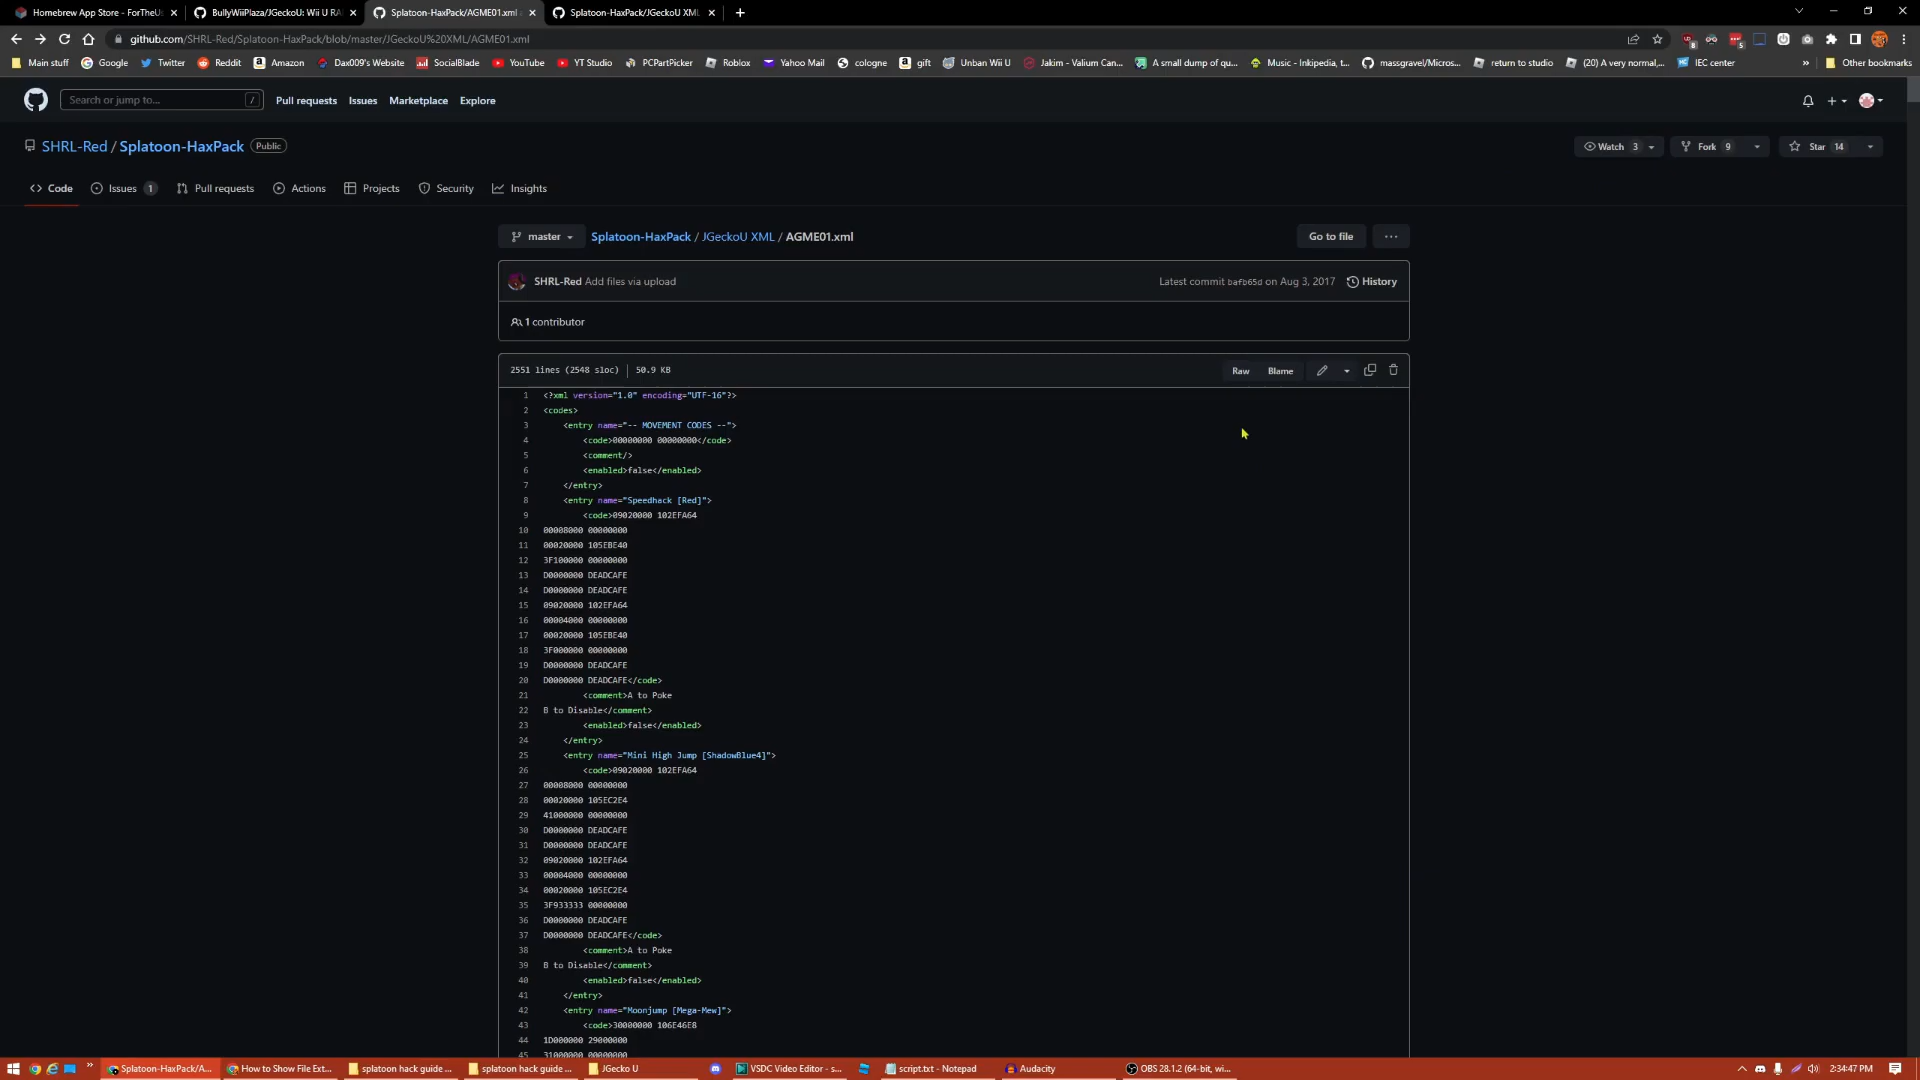 Homebrew App Store - ForTheUs
BullyWiiPlaza/JGeckoU: Wii U RA
Splatoon-HaxPack/AGME01.xml
Splatoon-HaxPack/JGeckoU XML
github.com/SHRL-Red/Splatoon-HaxPack/blob/master/JGeckoU%20XML/AGME01.xml
8
5
Main stuff
Google
Twitter
Reddit
Amazon
Dax009's Website
SocialBlade
YouTube
YT Studio
PCPartPicker
Roblox
Yahoo Mail
cologne
gift
Unban Wii U
Jakim - Valium Can...
A small dump of qu...
Music - Inkipedia, t...
massgravel/Micros...
return to studio
(20) A very normal,...
IEC center
»
Other bookmarks
Search or jump to...
/
Pull requests
Issues
Marketplace
Explore
SHRL-Red / Splatoon-HaxPack
Public
Watch 3
Fork 9
Star 14
Code
Issues 1
Pull requests
Actions
Projects
Security
Insights
master
Splatoon-HaxPack / JGeckoU XML / AGME01.xml
Go to file
...
SHRL-Red Add files via upload
Latest commit bafb65d on Aug 3, 2017
History
1 contributor
2551 lines (2548 sloc) | 50.9 KB
Raw
Blame
1 <?xml version="1.0" encoding="UTF-16"?>
2 <codes>
3 <entry name="-- MOVEMENT CODES --">
4 <code>00000000 00000000</code>
5 <comment/>
6 <enabled>false</enabled>
7 </entry>
8 <entry name="Speedhack [Red]">
9 <code>09020000 102EFA64
10 00008000 00000000
11 00020000 105EBE40
12 3F100000 00000000
13 D0000000 DEADCAFE
14 D0000000 DEADCAFE
15 09020000 102EFA64
16 00004000 00000000
17 00020000 105EBE40
18 3F000000 00000000
19 D0000000 DEADCAFE
20 D0000000 DEADCAFE</code>
21 <comment>A to Poke
22 B to Disable</comment>
23 <enabled>false</enabled>
24 </entry>
25 <entry name="Mini High Jump [ShadowBlue4]">
26 <code>09020000 102EFA64
27 00008000 00000000
28 00020000 105EC2E4
29 41000000 00000000
30 D0000000 DEADCAFE
31 D0000000 DEADCAFE
32 09020000 102EFA64
33 00004000 00000000
34 00020000 105EC2E4
35 3F933333 00000000
36 D0000000 DEADCAFE
37 D0000000 DEADCAFE</code>
38 <comment>A to Poke
39 B to Disable</comment>
40 <enabled>false</enabled>
41 </entry>
42 <entry name="Moonjump [Mega-Mew]">
43 <code>30000000 106E46E8
44 1D000000 29000000
45 31000000 00000000
»
Splatoon-HaxPack/A...
How to Show File Ext...
splatoon hack guide ...
splatoon hack guide ...
JGecko U
VSDC Video Editor - s...
script.txt - Notepad
Audacity
OBS 28.1.2 (64-bit, wi...
2:34:47 PM